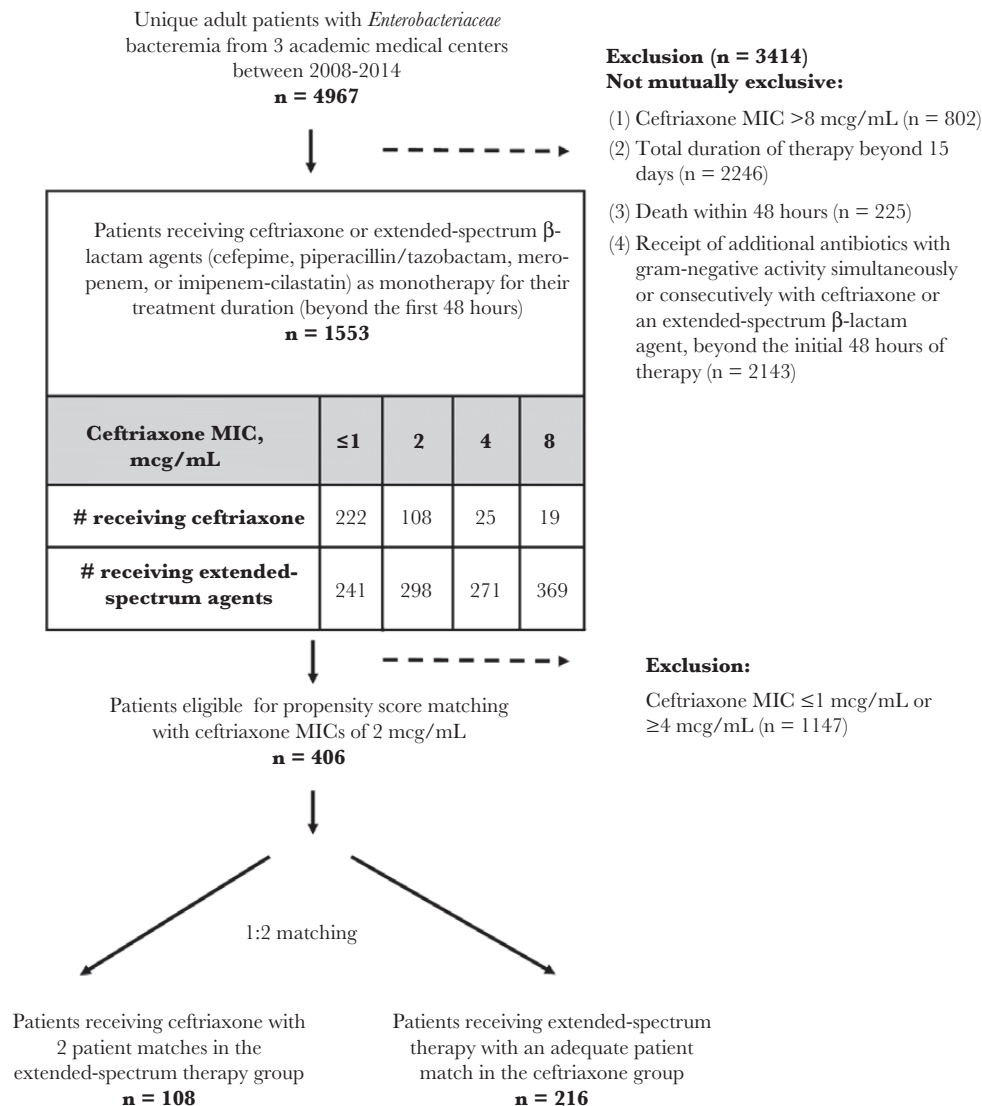 Unique adult patients with Enterobacteriaceae
bacteremia from 3 academic medical centers
between 2008-2014
n = 4967
Exclusion (n = 3414)
Not mutually exclusive:
(1) Ceftriaxone MIC >8 mcg/mL (n = 802)
(2) Total duration of therapy beyond 15
days (n = 2246)
(3) Death within 48 hours (n = 225)
(4) Receipt of additional antibiotics with
gram-negative activity simultaneously
or consecutively with ceftriaxone or
an extended-spectrum β-lactam
agent, beyond the initial 48 hours of
therapy (n = 2143)
Patients receiving ceftriaxone or extended-spectrum β-
lactam agents (cefepime, piperacillin/tazobactam, mero-
penem, or imipenem-cilastatin) as monotherapy for their
treatment duration (beyond the first 48 hours)
n = 1553
Ceftriaxone MIC,
mcg/mL
≤1 2 4 8
# receiving ceftriaxone 222 108 25 19
# receiving extended-
spectrum agents
241 298 271 369
Exclusion:
Ceftriaxone MIC ≤1 mcg/mL or
≥4 mcg/mL (n = 1147)
Patients eligible for propensity score matching
with ceftriaxone MICs of 2 mcg/mL
n = 406
1:2 matching
Patients receiving ceftriaxone with
2 patient matches in the
extended-spectrum therapy group
n = 108
Patients receiving extended-spectrum
therapy with an adequate patient
match in the ceftriaxone group
n = 216